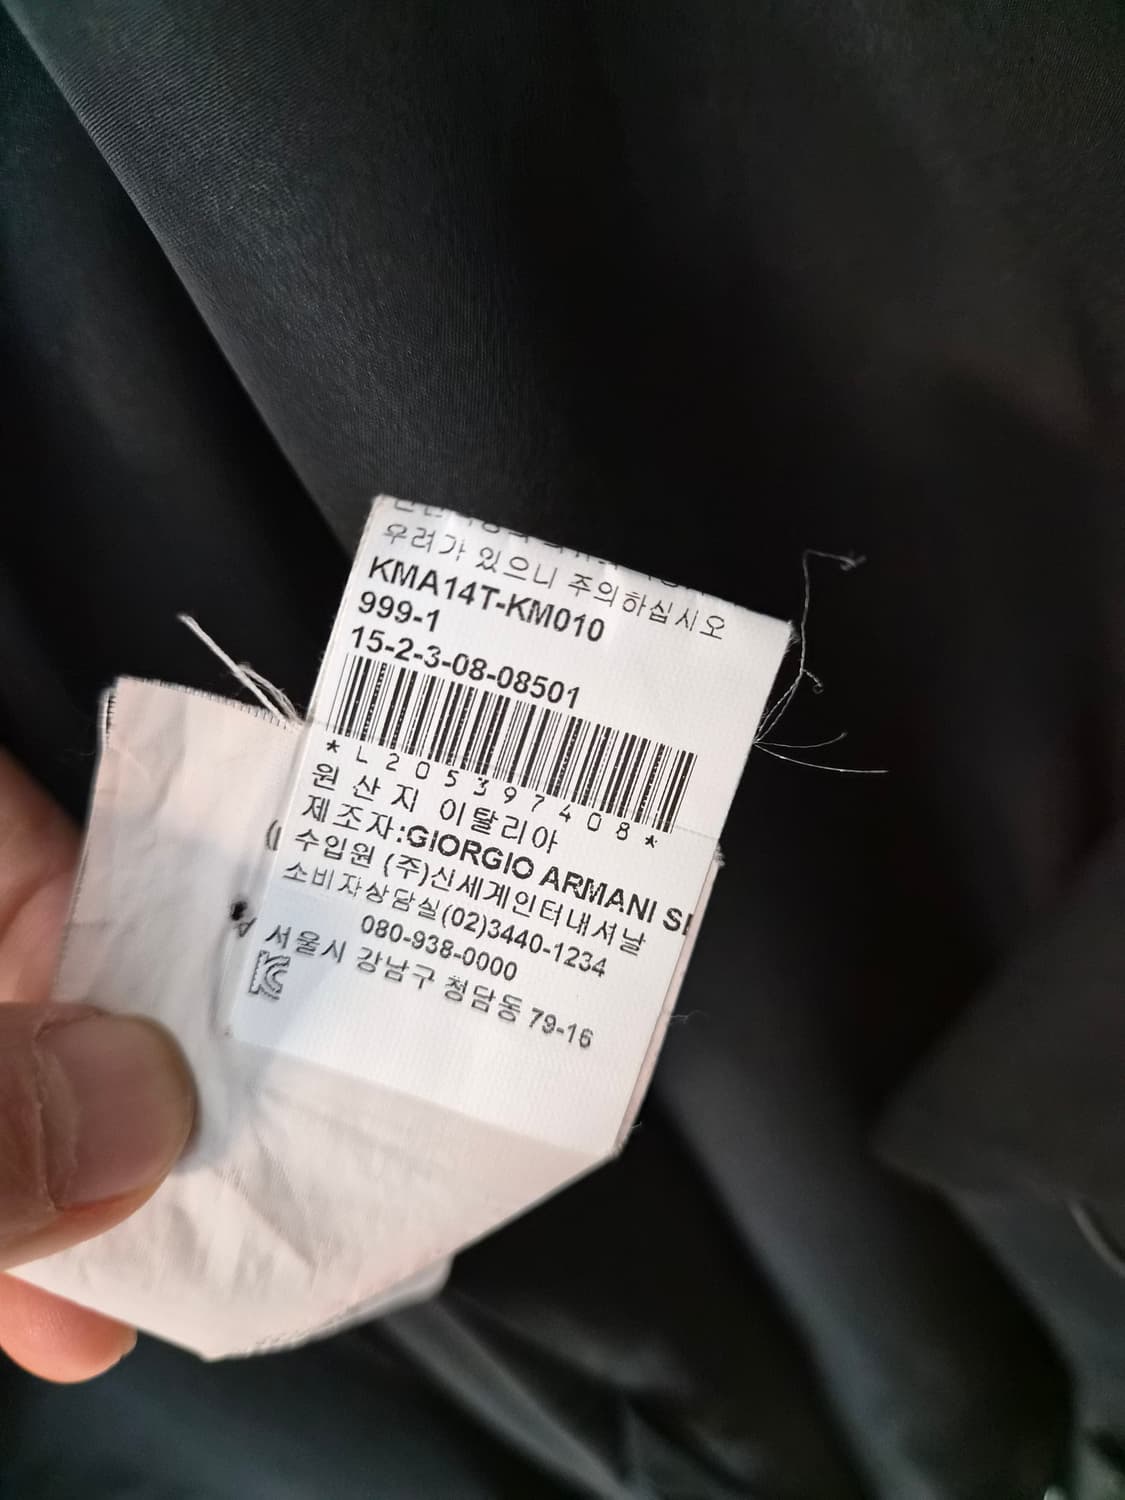 우려가 있으니 주의하십시오
KMA14T-KM010
999-1
15-2-3-08-08501
*L205397408*
원산지 이탈리아
제조자:GIORGIO ARMANI
수입원 (주)신세계인터내셔날
소비자상담실(02)3440-1234
080-938-0000
서울시 강남구 청담동 79-16